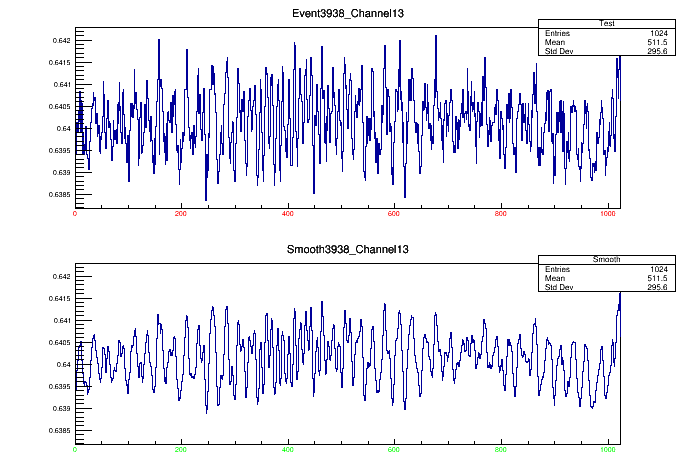 Event3938_Channel13
Test
Entries 1024
Mean 511.5
Std Dev 295.6
0.642
0.6415
0.641
0.6405
0.64
0.6395
0.639
0.6385
0 200 400 600 800 1000
Smooth3938_Channel13
Smooth
Entries 1024
Mean 511.5
Std Dev 295.6
0.642
0.6415
0.641
0.6405
0.64
0.6395
0.639
0.6385
0 200 400 600 800 1000